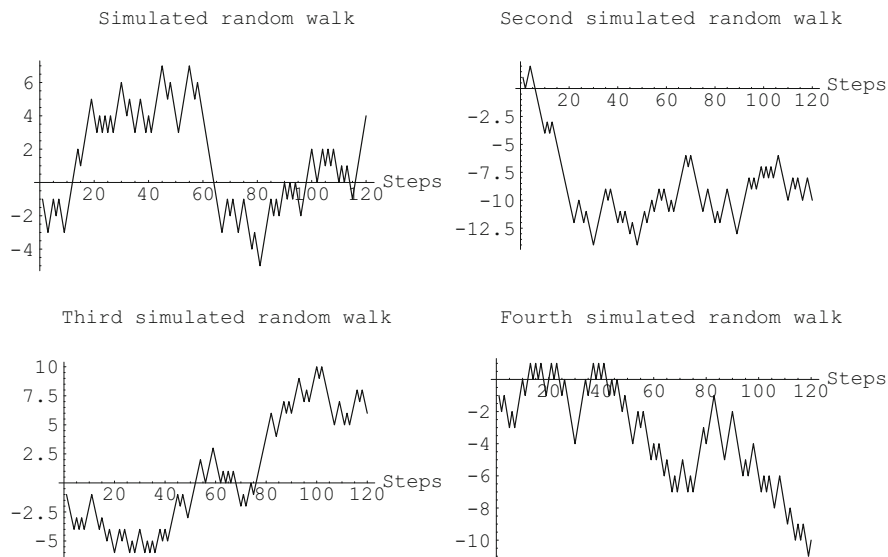 Simulated random walk
6
4
2
-2
-4
20 40 60 80 100 120
Steps
Second simulated random walk
-2.5
-5
-7.5
-10
-12.5
20 40 60 80 100 120
Steps
Third simulated random walk
10
7.5
5
2.5
-2.5
-5
20 40 60 80 100 120
Steps
Fourth simulated random walk
-2
-4
-6
-8
-10
20 40 60 80 100 120
Steps